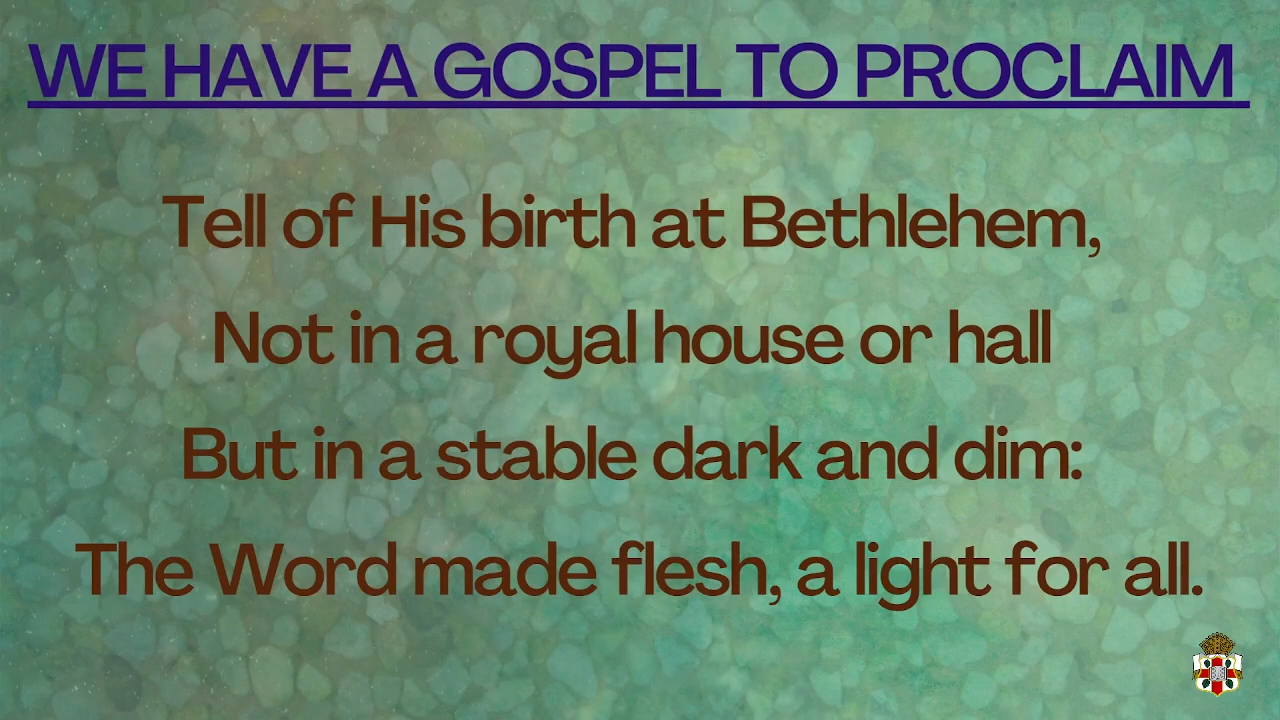 WE HAVE A GOSPEL TO PROCLAIM
Tell of His birth at Bethlehem,
Not in a royal house or hall
But in a stable dark and dim:
The Word made flesh, a light for all.